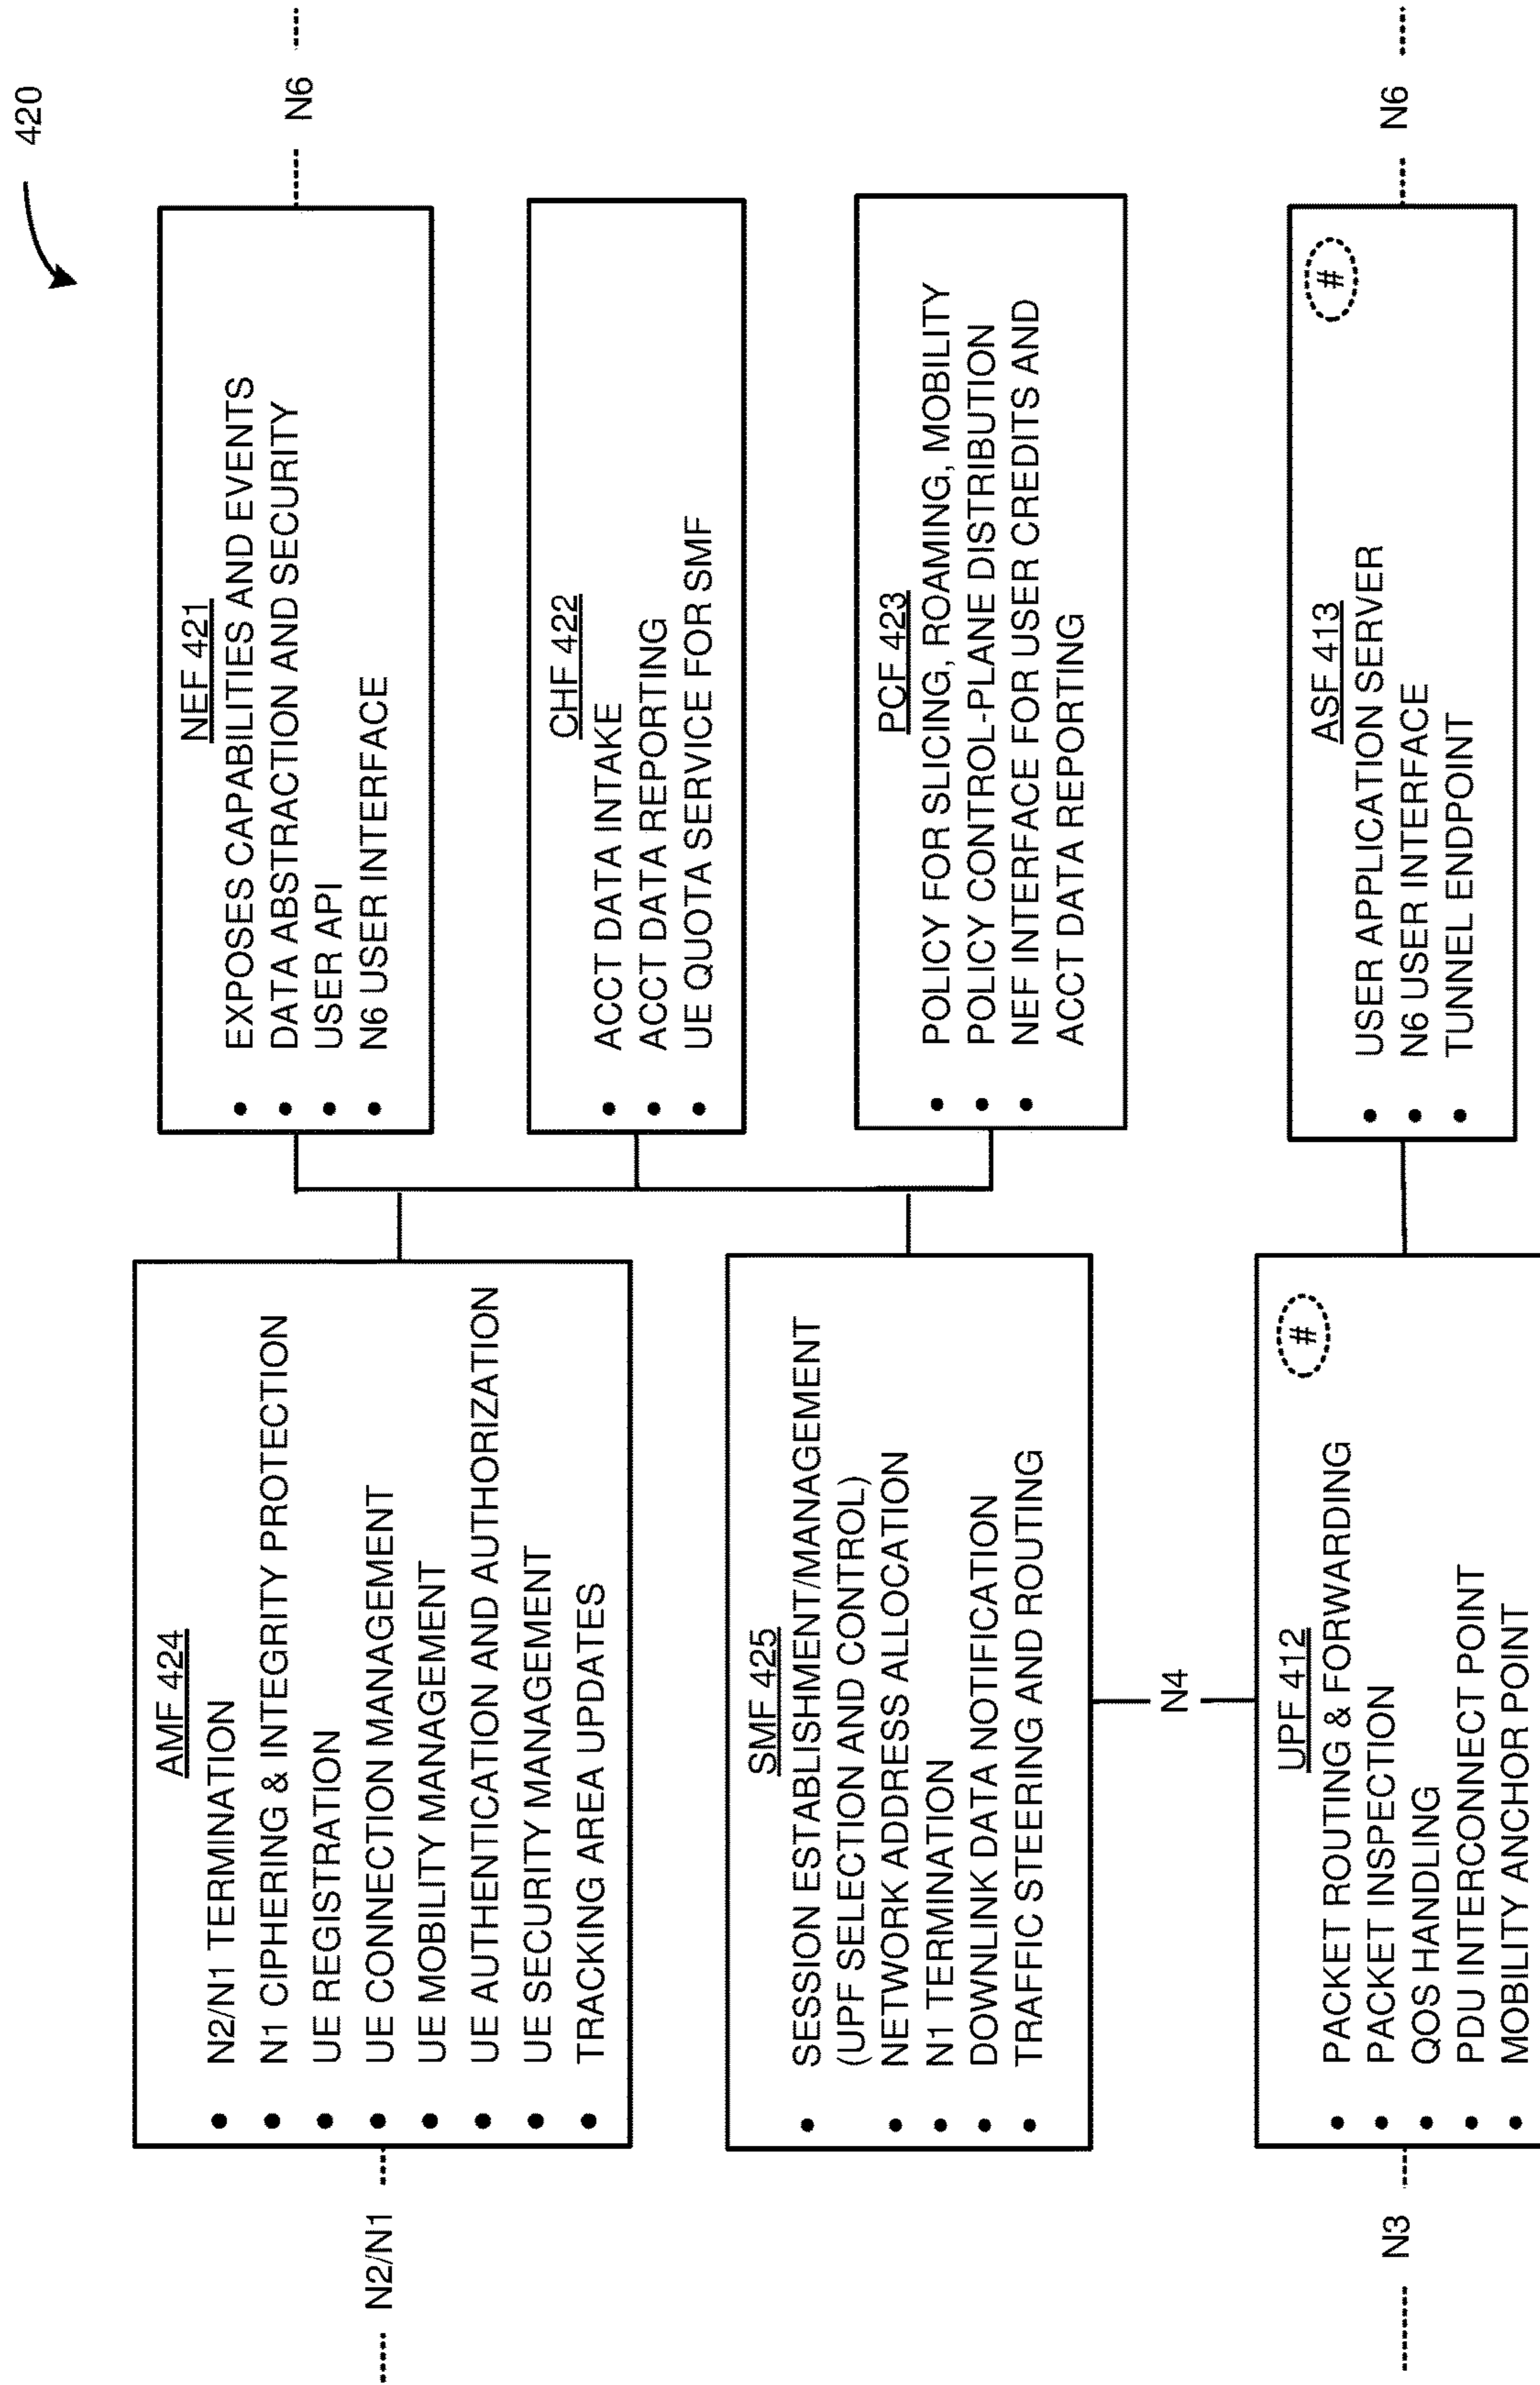 420
N2/N1
AMF 424
• N2/N1 TERMINATION
• N1 CIPHERING & INTEGRITY PROTECTION
• UE REGISTRATION
• UE CONNECTION MANAGEMENT
• UE MOBILITY MANAGEMENT
• UE AUTHENTICATION AND AUTHORIZATION
• UE SECURITY MANAGEMENT
• TRACKING AREA UPDATES
NEF 421
• EXPOSES CAPABILITIES AND EVENTS
• DATA ABSTRACTION AND SECURITY
• USER API
• N6 USER INTERFACE
N6
CHF 422
• ACCT DATA INTAKE
• ACCT DATA REPORTING
• UE QUOTA SERVICE FOR SMF
SMF 425
• SESSION ESTABLISHMENT/MANAGEMENT
(UPF SELECTION AND CONTROL)
• NETWORK ADDRESS ALLOCATION
• N1 TERMINATION
• DOWNLINK DATA NOTIFICATION
• TRAFFIC STEERING AND ROUTING
PCF 423
• POLICY FOR SLICING, ROAMING, MOBILITY
• POLICY CONTROL-PLANE DISTRIBUTION
• NEF INTERFACE FOR USER CREDITS AND
ACCT DATA REPORTING
N4
N3
UPF 412
#
• PACKET ROUTING & FORWARDING
• PACKET INSPECTION
• QOS HANDLING
• PDU INTERCONNECT POINT
• MOBILITY ANCHOR POINT
ASF 413
#
• USER APPLICATION SERVER
• N6 USER INTERFACE
• TUNNEL ENDPOINT
N6